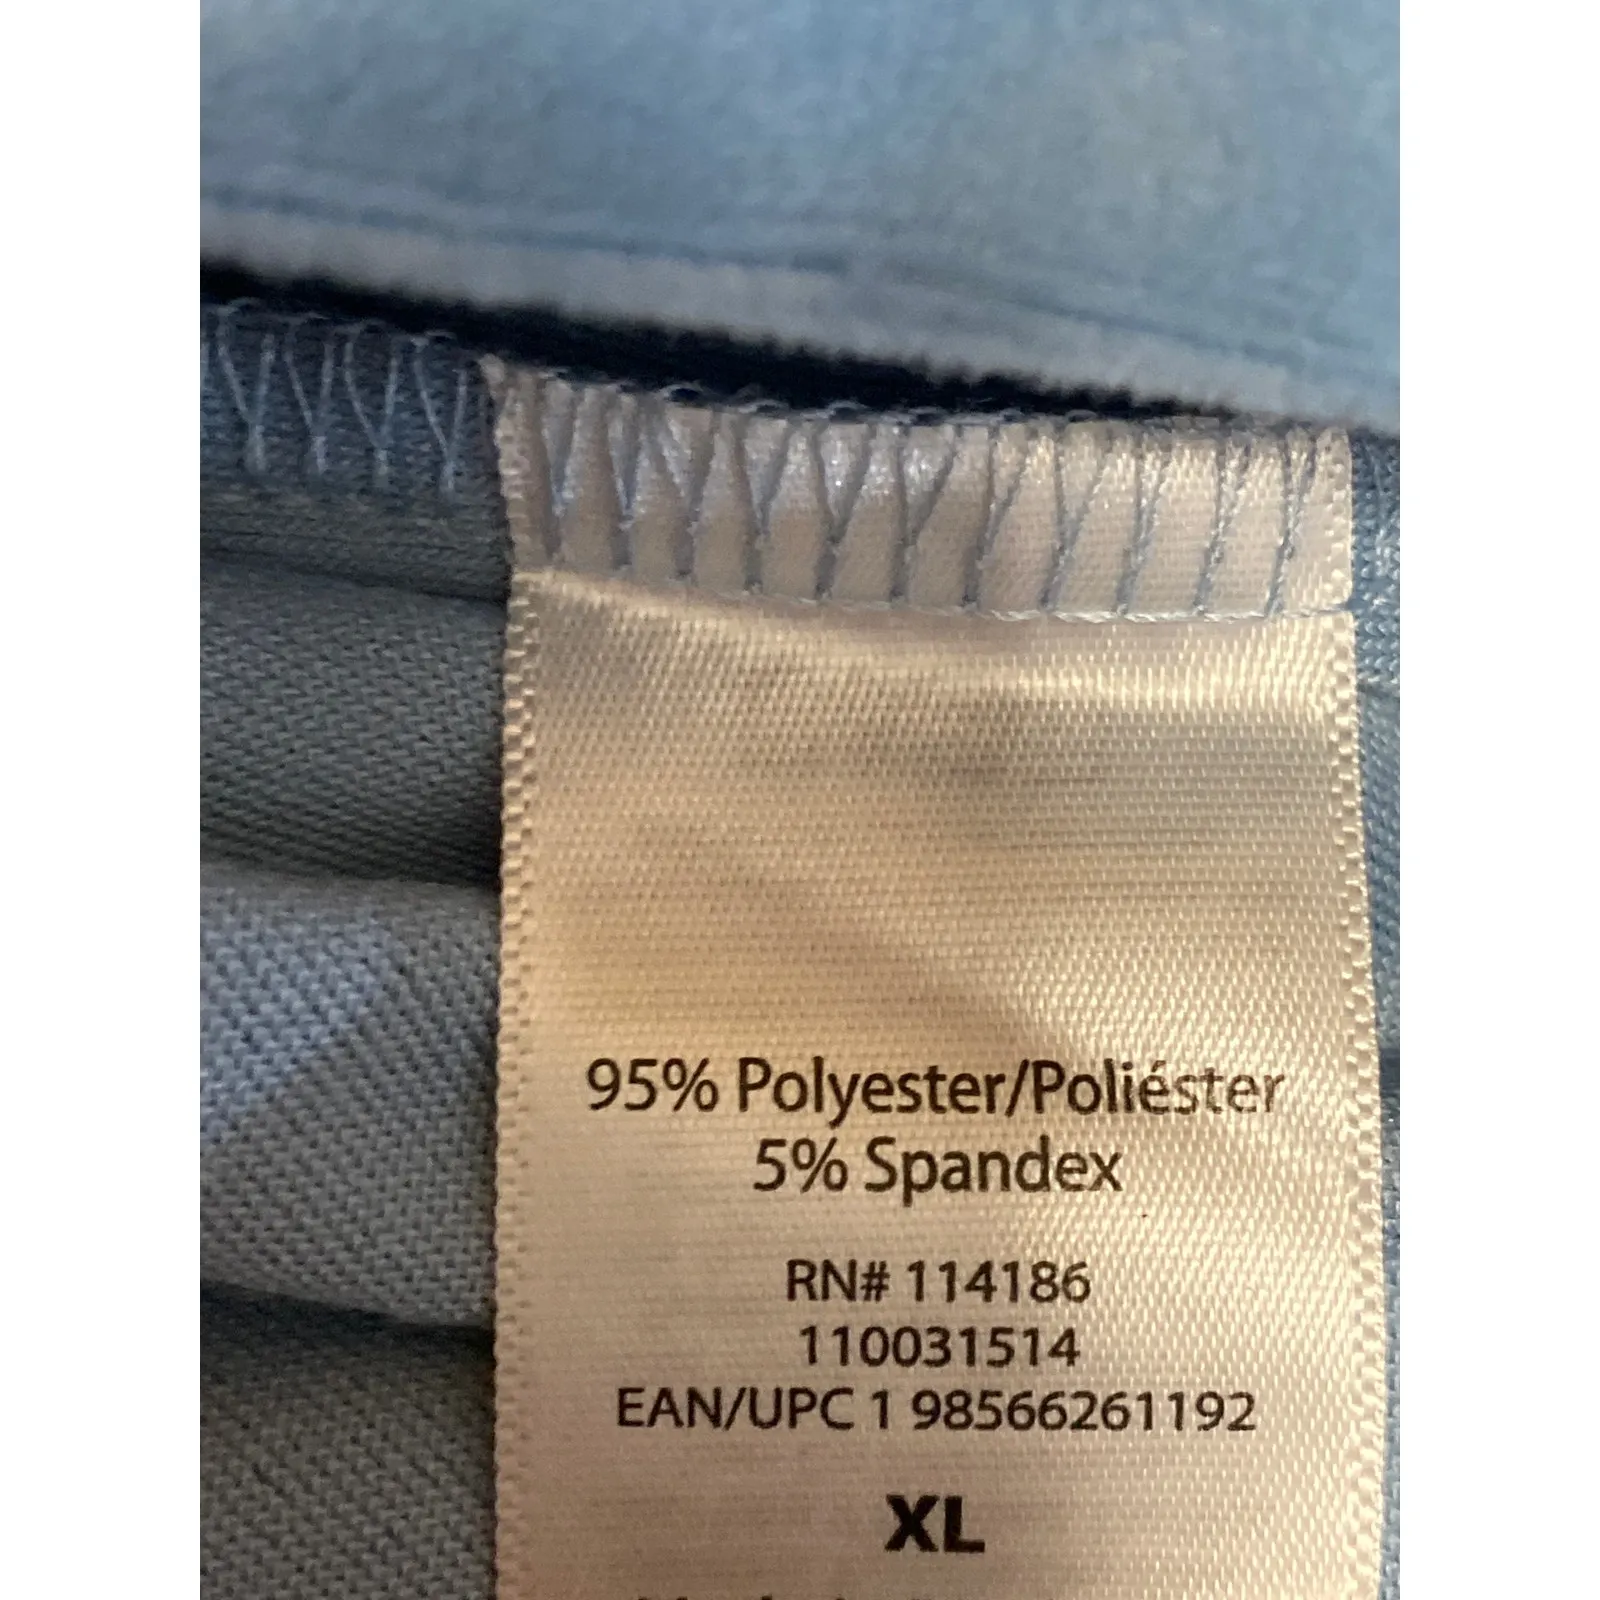 95% Polyester/Poliéster
5% Spandex
RN# 114186
110031514
EAN/UPC 1 98566261192
XL